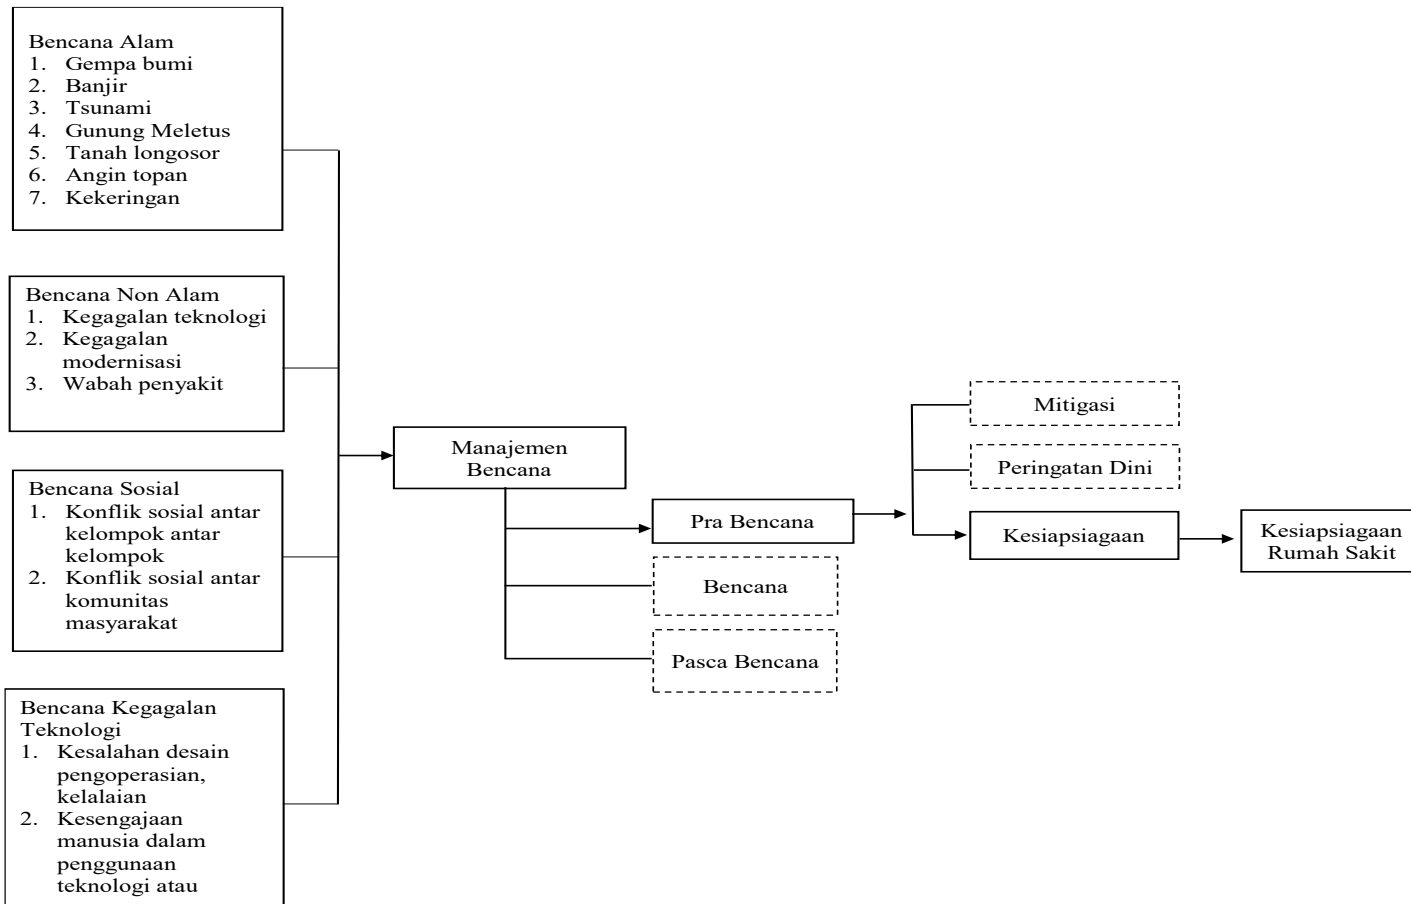 Bencana Alam
1. Gempa bumi
2. Banjir
3. Tsunami
4. Gunung Meletus
5. Tanah longosor
6. Angin topan
7. Kekeringan
Bencana Non Alam
1. Kegagalan teknologi
2. Kegagalan
modernisasi
3. Wabah penyakit
Bencana Sosial
1. Konflik sosial antar
kelompok antar
kelompok
2. Konflik sosial antar
komunitas
masyarakat
Bencana Kegagalan
Teknologi
1. Kesalahan desain
pengoperasian,
kelalaian
2. Kesengajaan
manusia dalam
penggunaan
teknologi atau
Manajemen
Bencana
Pra Bencana
Bencana
Pasca Bencana
Mitigasi
Peringatan Dini
Kesiapsiagaan
Kesiapsiagaan
Rumah Sakit